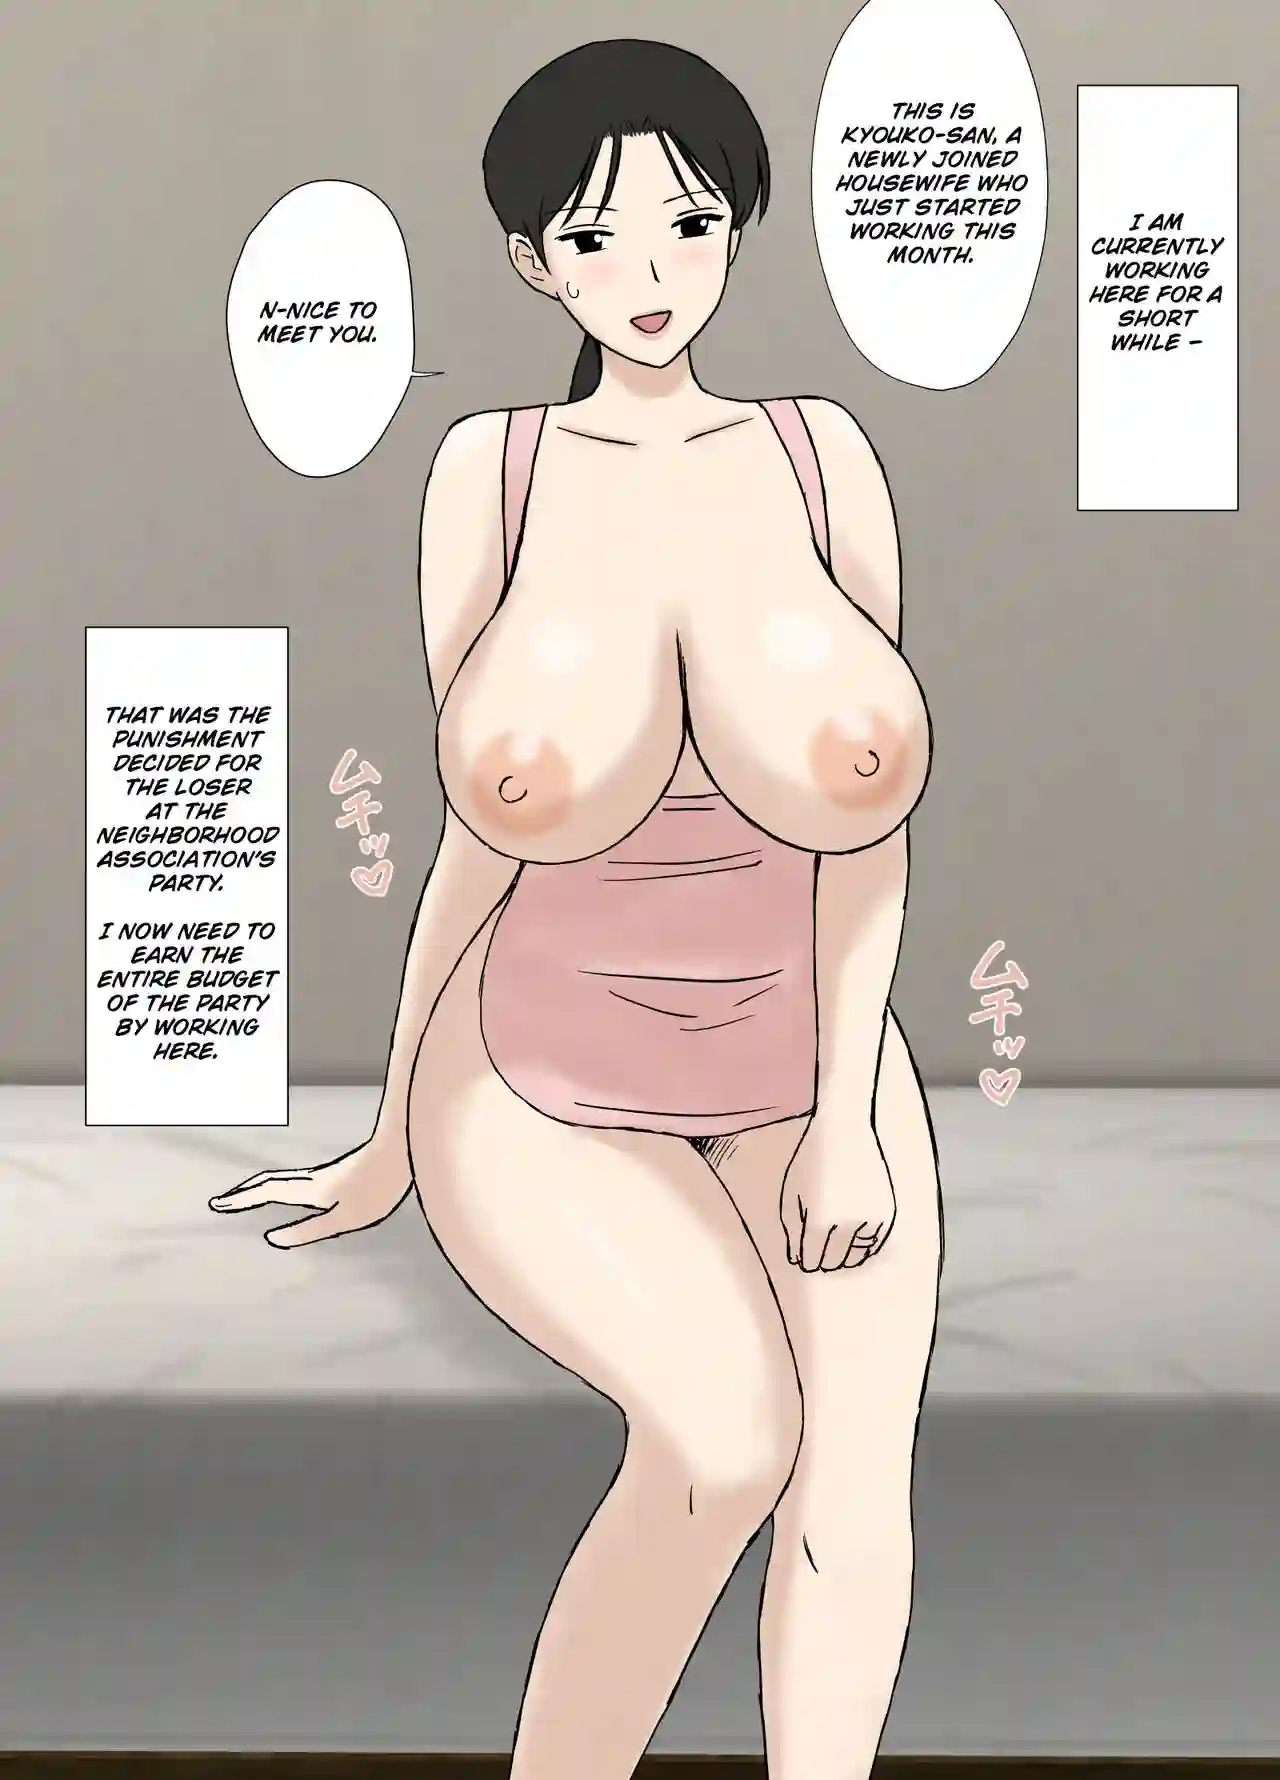 I AM
CURRENTLY
WORKING
HERE FOR A
SHORT
WHILE –
THIS IS
KYOUKO-SAN, A
NEWLY JOINED
HOUSEWIFE WHO
JUST STARTED
WORKING THIS
MONTH.
N-NICE TO
MEET YOU.
ムチッ♡
ムチッ♡
THAT WAS THE
PUNISHMENT
DECIDED FOR
THE LOSER
AT THE
NEIGHBORHOOD
ASSOCIATION'S
PARTY.
I NOW NEED TO
EARN THE
ENTIRE BUDGET
OF THE PARTY
BY WORKING
HERE.